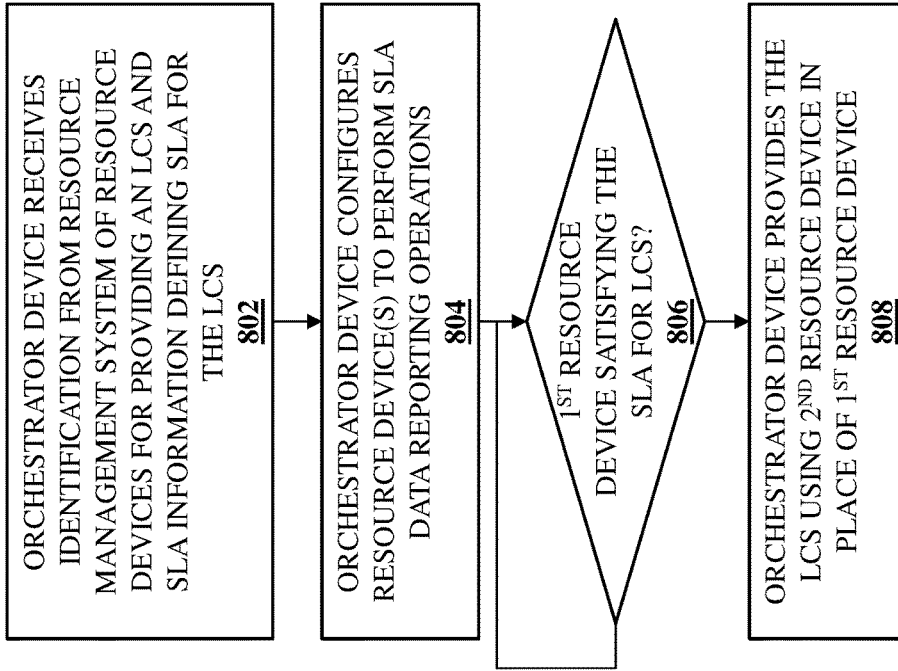 ORCHESTRATOR DEVICE RECEIVES
IDENTIFICATION FROM RESOURCE
MANAGEMENT SYSTEM OF RESOURCE
DEVICES FOR PROVIDING AN LCS AND
SLA INFORMATION DEFINING SLA FOR
THE LCS
802
ORCHESTRATOR DEVICE CONFIGURES
RESOURCE DEVICE(S) TO PERFORM SLA
DATA REPORTING OPERATIONS
804
1ST RESOURCE
DEVICE SATISFYING THE
SLA FOR LCS?
806
ORCHESTRATOR DEVICE PROVIDES THE
LCS USING 2ND RESOURCE DEVICE IN
PLACE OF 1ST RESOURCE DEVICE
808